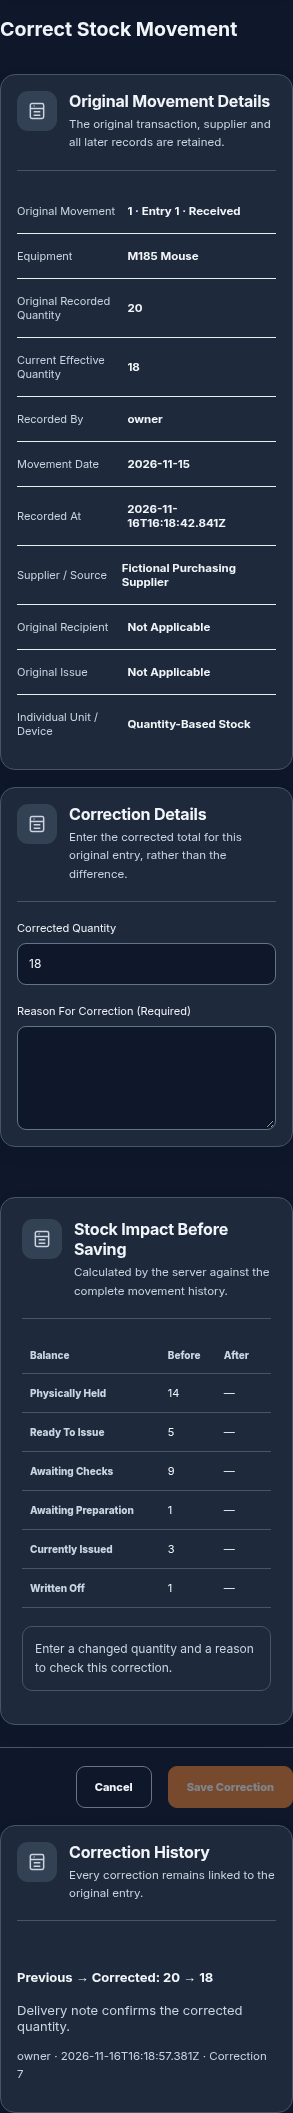 Correct Stock Movement
Original Movement Details
The original transaction, supplier and
all later records are retained.
Original Movement 1 · Entry 1 · Received
Equipment M185 Mouse
Original Recorded
Quantity
20
Current Effective
Quantity
18
Recorded By owner
Movement Date 2026-11-15
Recorded At
2026-11-
16T16:18:42.841Z
Supplier / Source
Fictional Purchasing
Supplier
Original Recipient Not Applicable
Original Issue Not Applicable
Individual Unit /
Device
Quantity-Based Stock
Correction Details
Enter the corrected total for this
original entry, rather than the
difference.
Corrected Quantity
18
Reason For Correction (Required)
Stock Impact Before
Saving
Calculated by the server against the
complete movement history.
Balance Before After
Physically Held 14 —
Ready To Issue 5 —
Awaiting Checks 9 —
Awaiting Preparation 1 —
Currently Issued 3 —
Written Off 1 —
Enter a changed quantity and a reason
to check this correction.
Cancel Save Correction
Correction History
Every correction remains linked to the
original entry.
Previous → Corrected: 20 → 18
Delivery note confirms the corrected
quantity.
owner · 2026-11-16T16:18:57.381Z · Correction
7